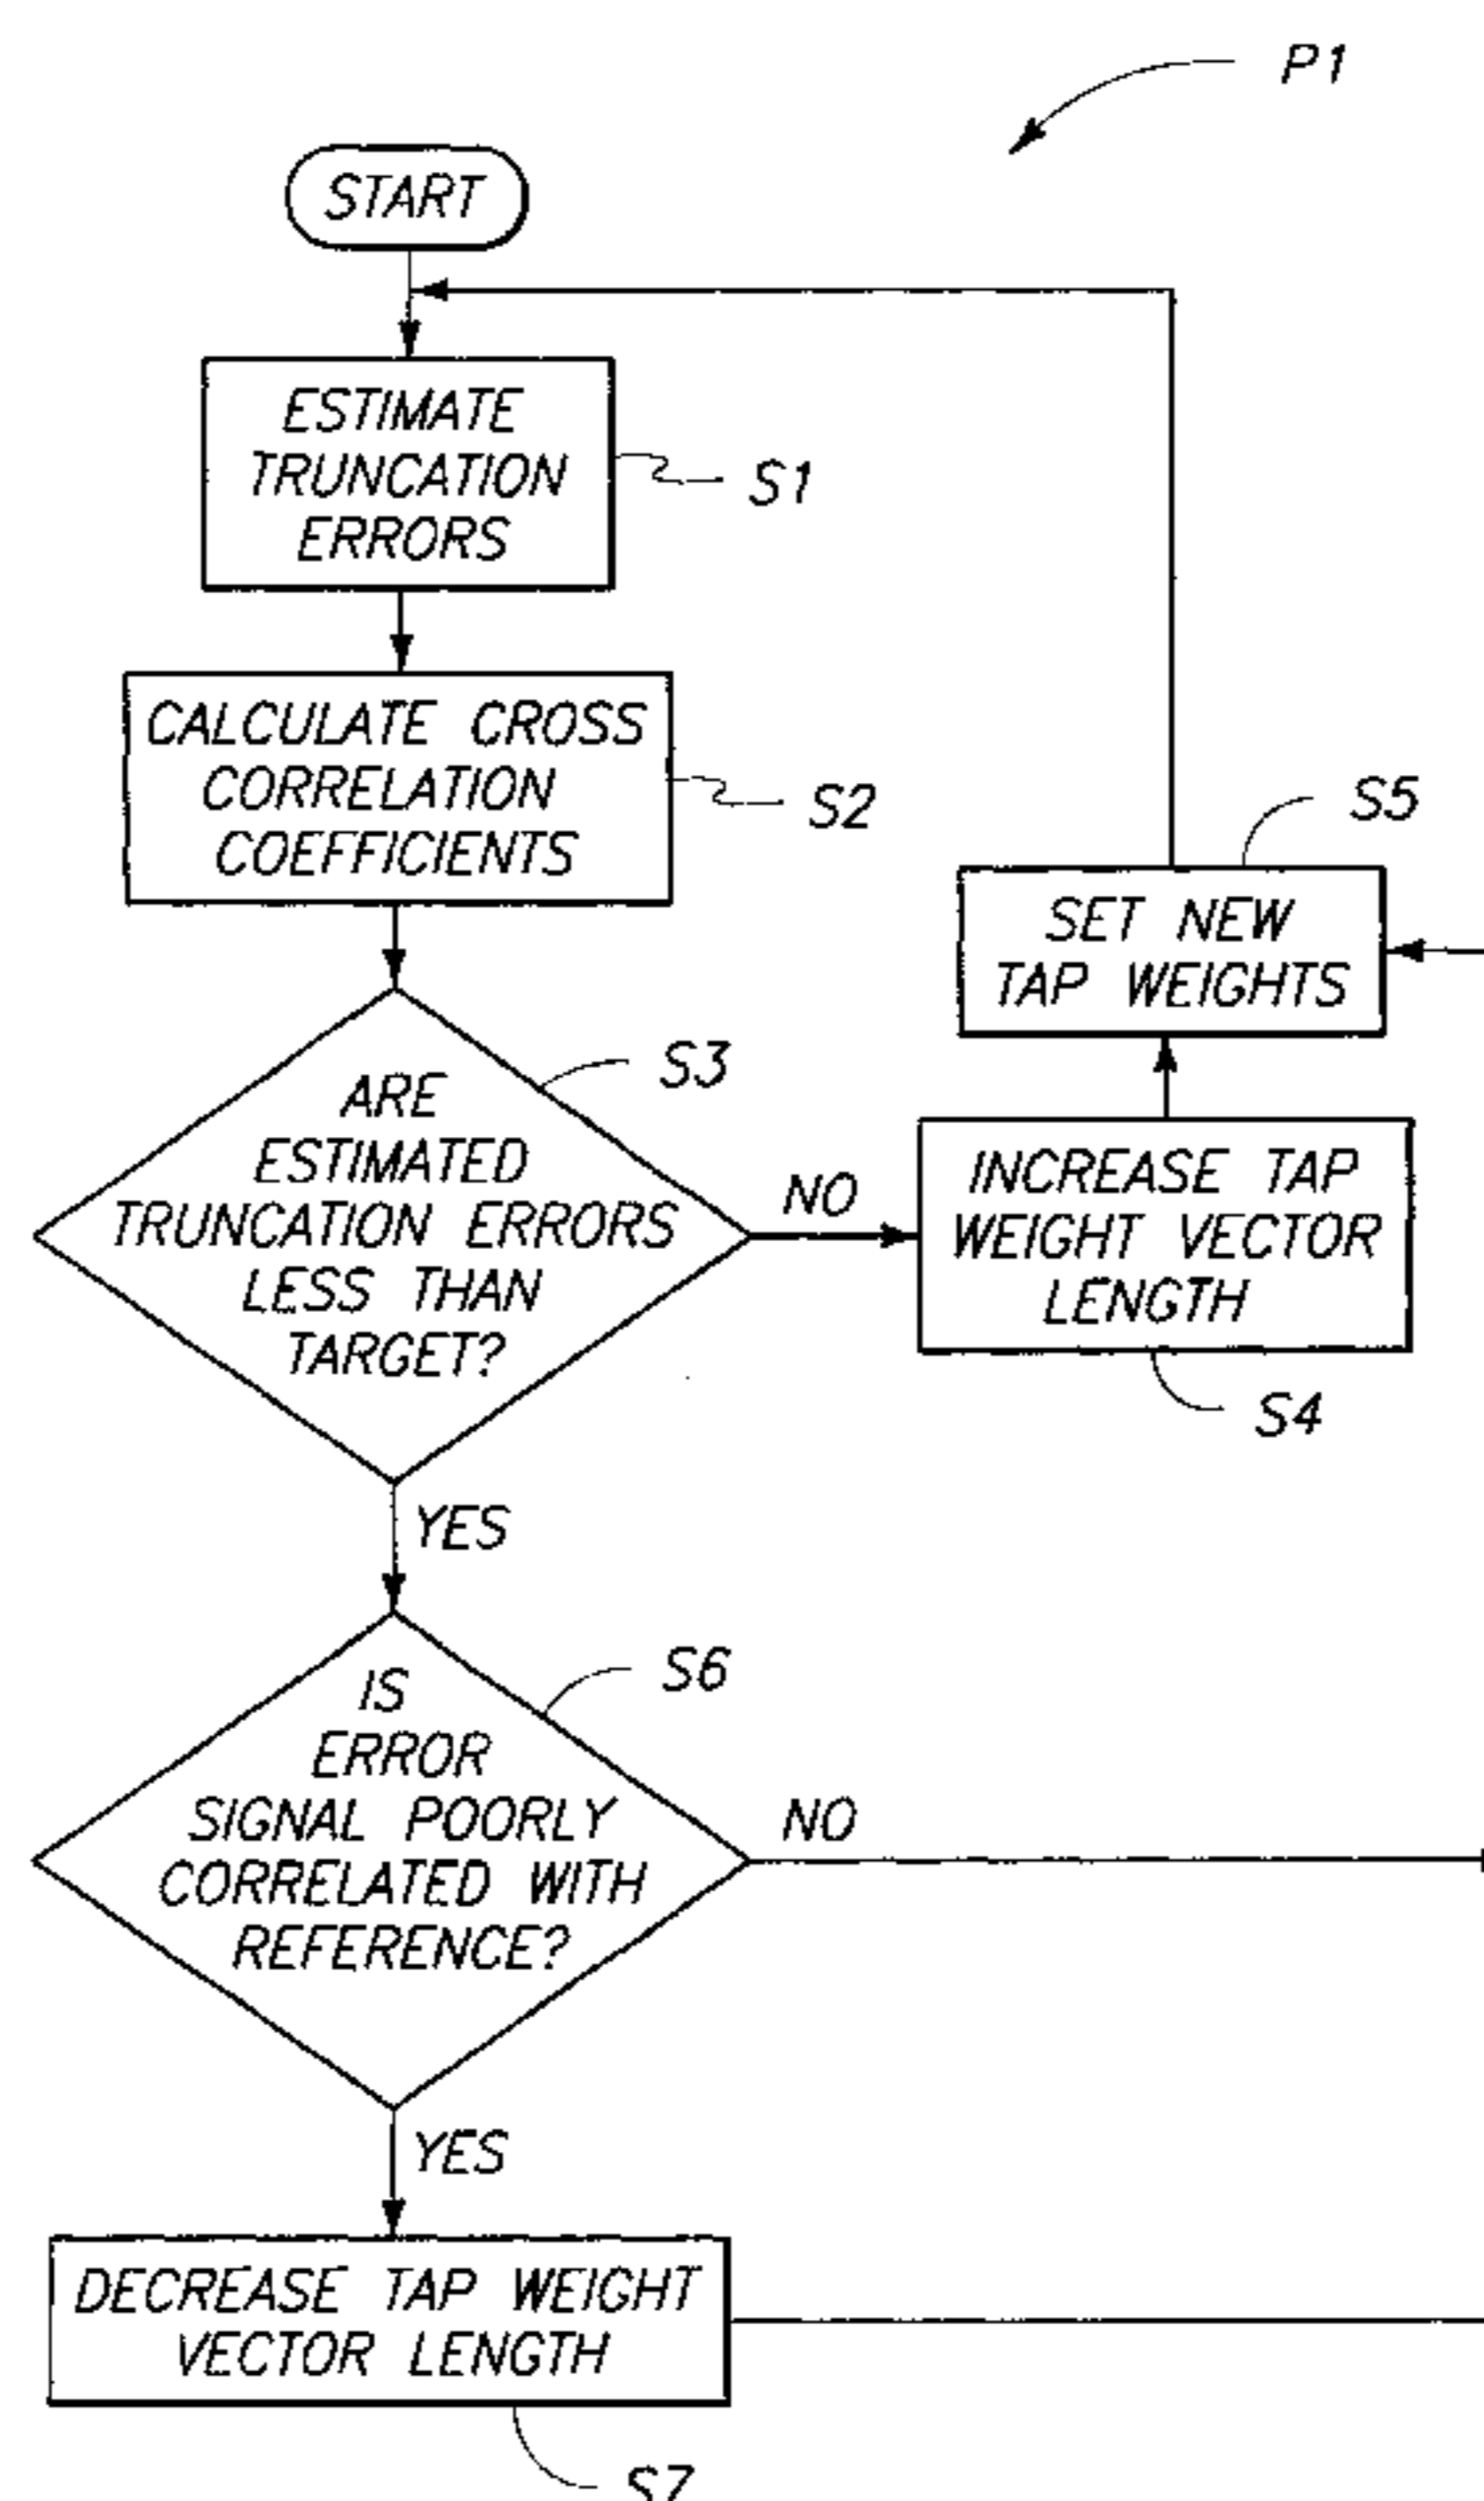 P1
START
ESTIMATE
TRUNCATION
ERRORS
S1
CALCULATE CROSS
CORRELATION
COEFFICIENTS
S2
S5
SET NEW
TAP WEIGHTS
S3
ARE
ESTIMATED
TRUNCATION ERRORS
LESS THAN
TARGET?
NO
INCREASE TAP
WEIGHT VECTOR
LENGTH
S4
YES
S6
IS
ERROR
SIGNAL POORLY
CORRELATED WITH
REFERENCE?
NO
YES
DECREASE TAP WEIGHT
VECTOR LENGTH
S7